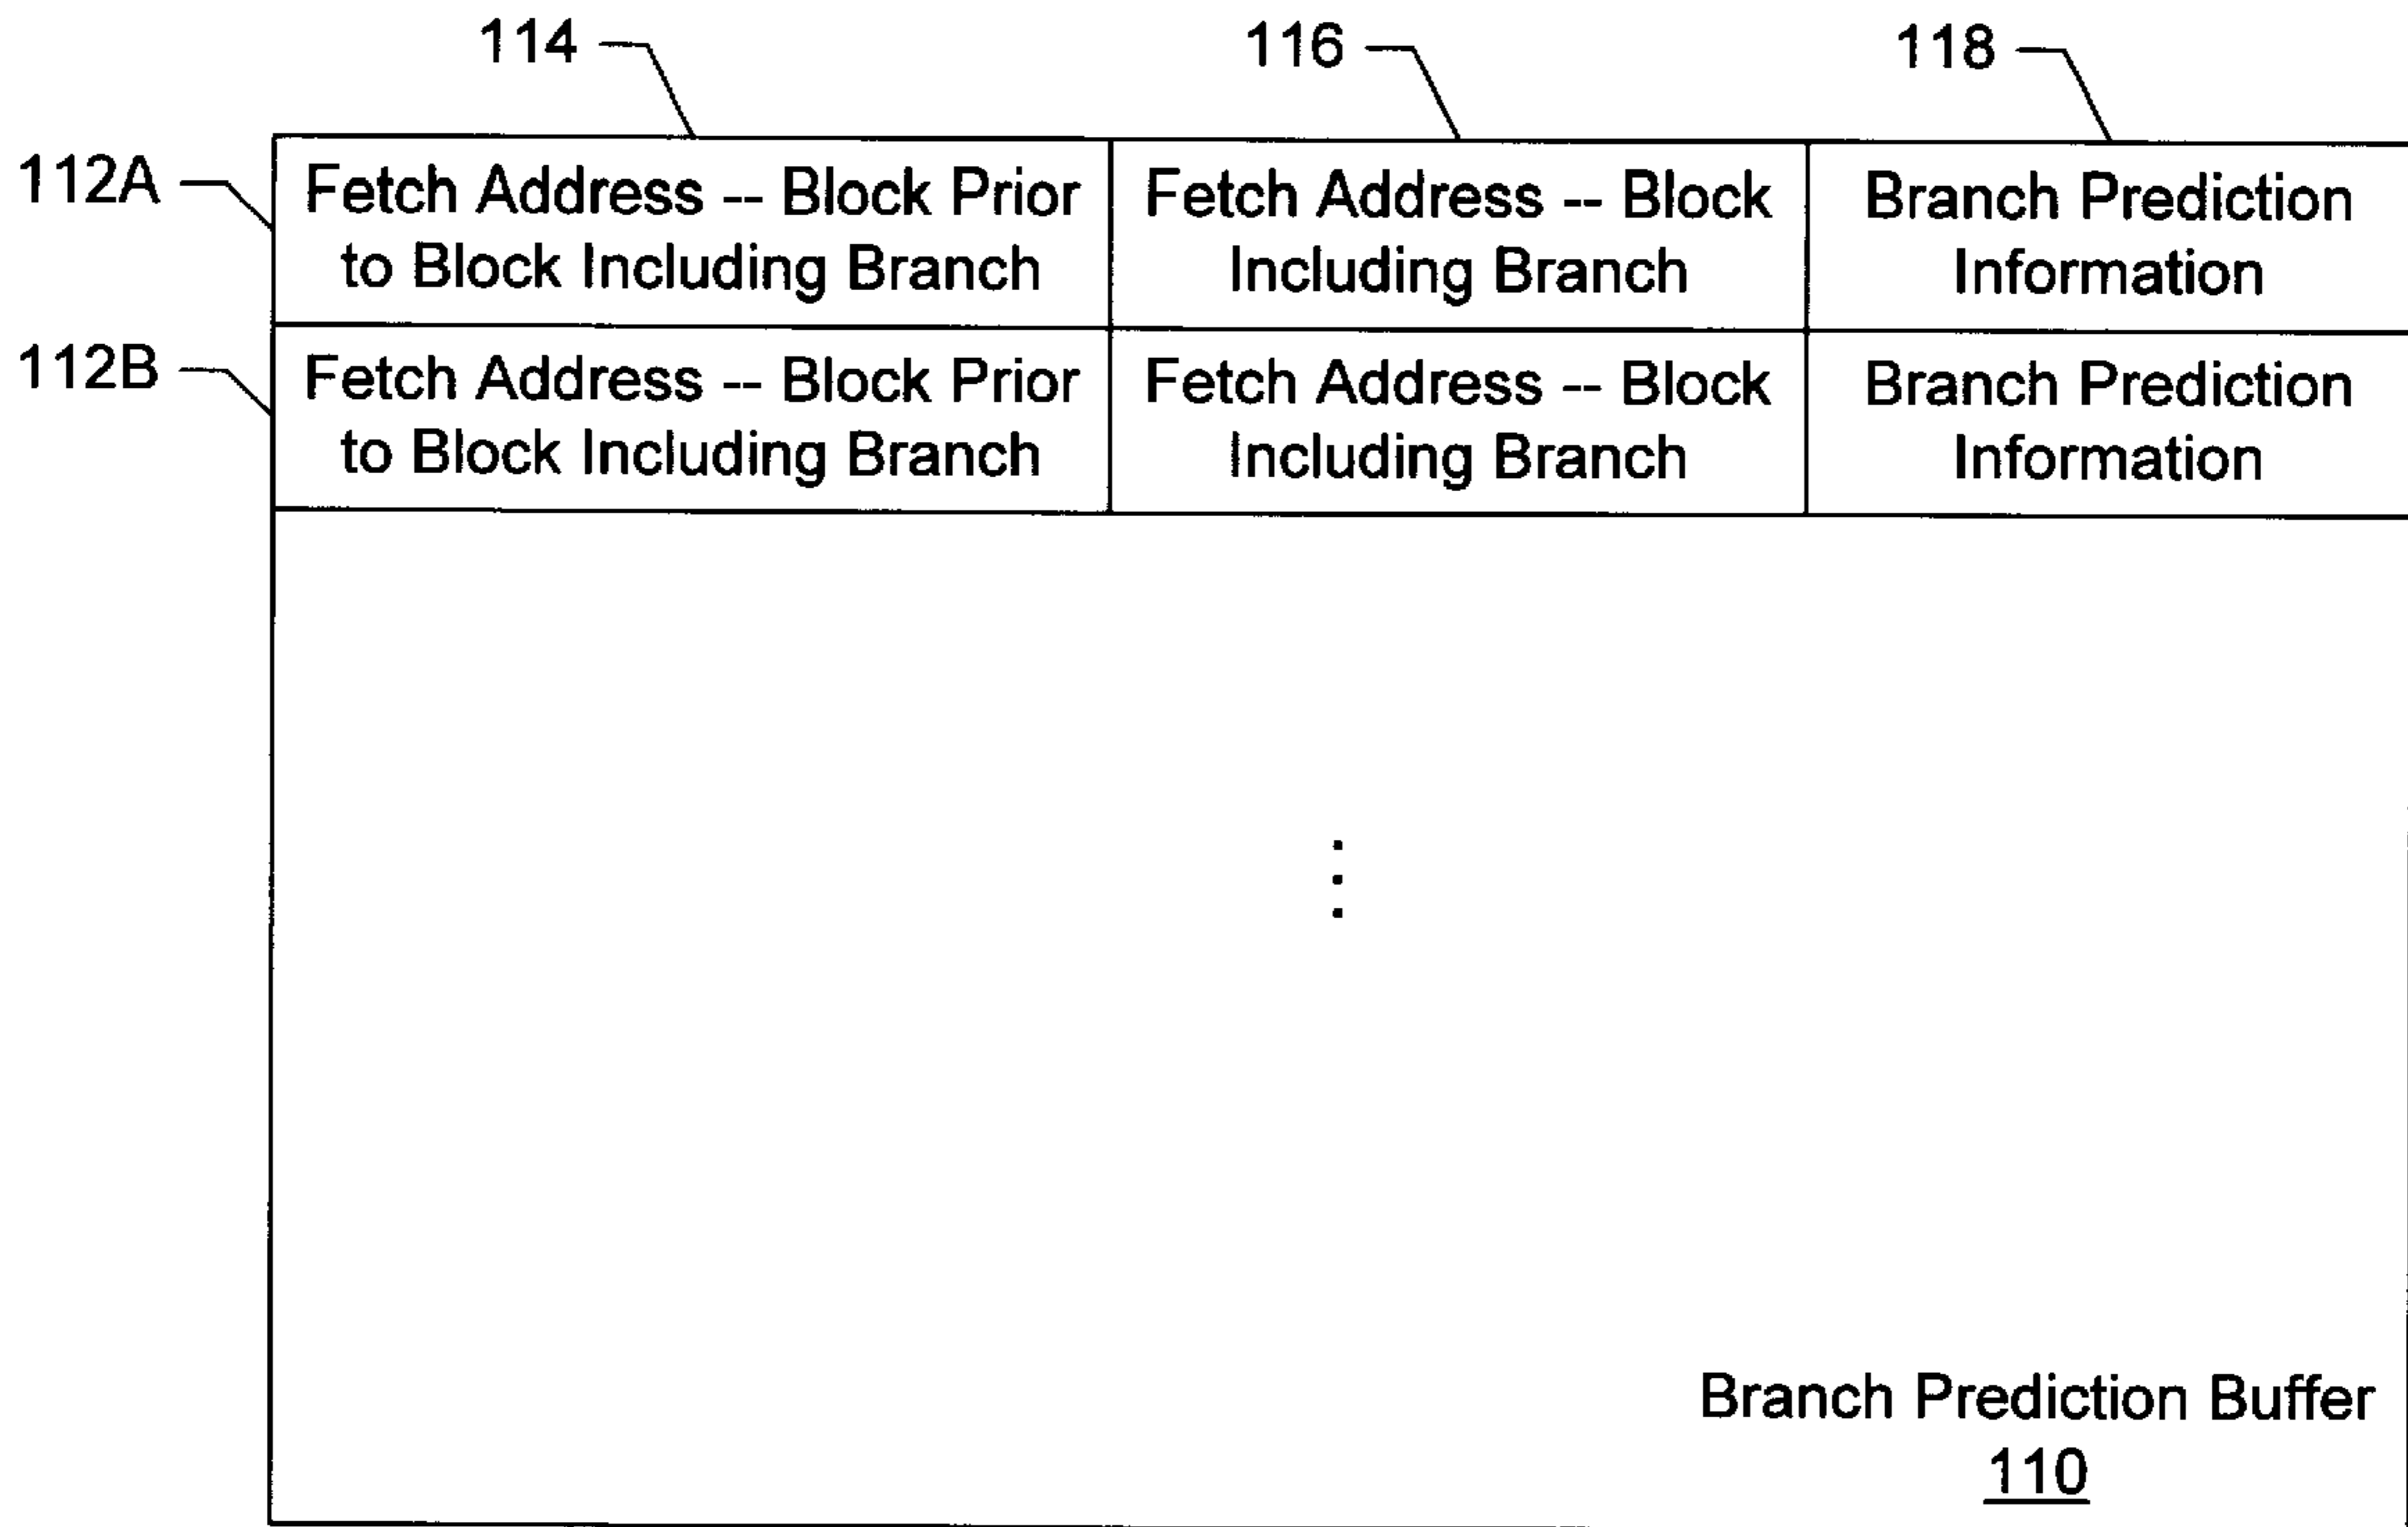 114
116
118
112A
Fetch Address -- Block Prior
to Block Including Branch
Fetch Address -- Block
Including Branch
Branch Prediction
Information
112B
Fetch Address -- Block Prior
to Block Including Branch
Fetch Address -- Block
Including Branch
Branch Prediction
Information
Branch Prediction Buffer
110